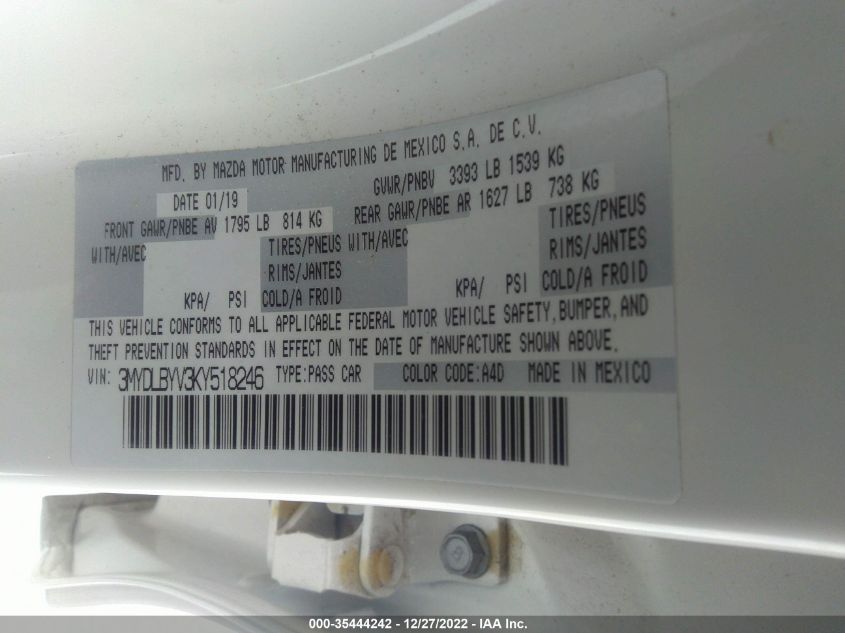 MFD. BY MAZDA MOTOR MANUFACTURING DE MEXICO S.A. DE C.V.
DATE 01/19 GVWR/PNBV 3393 LB 1539 KG
FRONT GAWR/PNBE AV 1795 LB 814 KG REAR GAWR/PNBE AR 1627 LB 738 KG
WITH/AVEC TIRES/PNEUS WITH/AVEC TIRES/PNEUS
RIMS/JANTES RIMS/JANTES
KPA/ PSI COLD/A FROID KPA/ PSI COLD/A FROID
THIS VEHICLE CONFORMS TO ALL APPLICABLE FEDERAL MOTOR VEHICLE SAFETY, BUMPER, AND
THEFT PREVENTION STANDARDS IN EFFECT ON THE DATE OF MANUFACTURE SHOWN ABOVE.
VIN: 3MYDLBYV3KY518246 TYPE:PASS CAR COLOR CODE:A4D MADE IN MEXICO
000-35444242 - 12/27/2022 - IAA Inc.